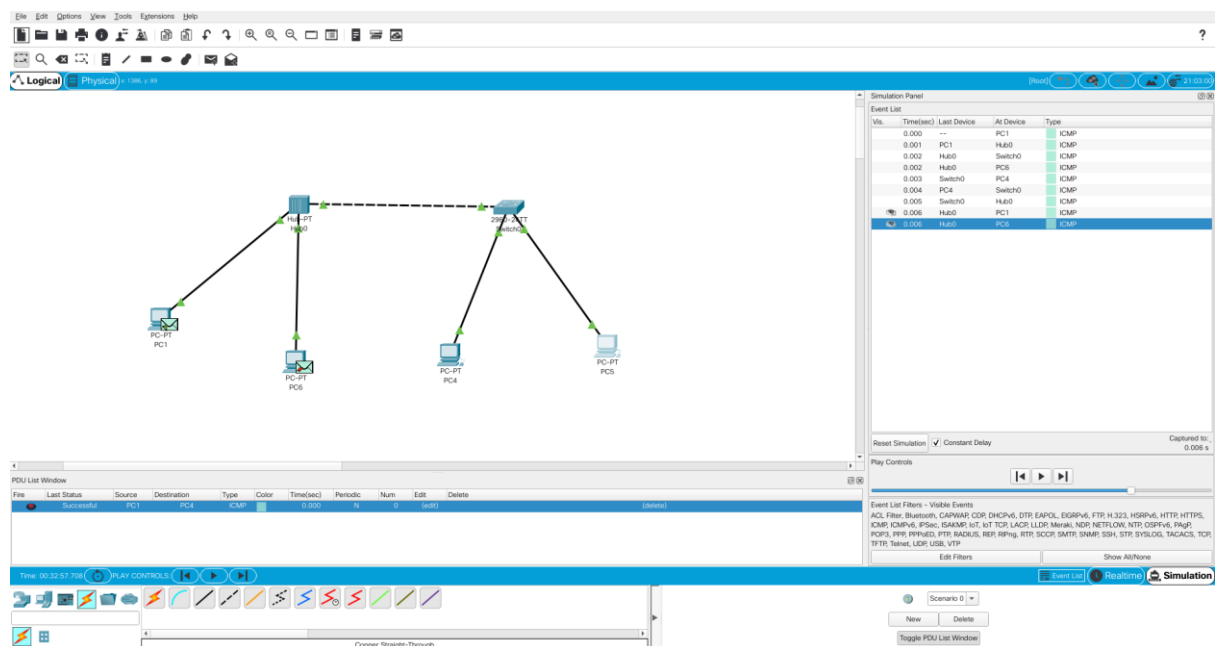 File Edit Options View Tools Extensions Help
?
Logical Physical x: 1386, y: 89 [Root] 21:03:00
Simulation Panel
Event List
Vis. Time(sec) Last Device At Device Type
0.000 -- PC1 ICMP
0.001 PC1 Hub0 ICMP
0.002 Hub0 Switch0 ICMP
0.002 Hub0 PC6 ICMP
0.003 Switch0 PC4 ICMP
0.004 PC4 Switch0 ICMP
0.005 Switch0 Hub0 ICMP
0.006 Hub0 PC1 ICMP
0.006 Hub0 PC6 ICMP
Hub-PT
Hub0
2960-24TT
Switch0
PC-PT
PC1
PC-PT
PC6
PC-PT
PC4
PC-PT
PC5
Reset Simulation Constant Delay Captured to:
0.006 s
Play Controls
PDU List Window
Fire Last Status Source Destination Type Color Time(sec) Periodic Num Edit Delete
Successful PC1 PC4 ICMP 0.000 N 0 (edit) (delete)
Event List Filters - Visible Events
ACL Filter, Bluetooth, CAPWAP, CDP, DHCPv6, DTP, EAPOL, EIGRPv6, FTP, H.323, HSRPv6, HTTP, HTTPS,
ICMP, ICMPv6, IPSec, ISAKMP, IoT, IoT TCP, LACP, LLDP, Meraki, NDP, NETFLOW, NTP, OSPFv6, PAgP,
POP3, PPP, PPPoED, PTP, RADIUS, REP, RIPng, RTP, SCCP, SMTP, SNMP, SSH, STP, SYSLOG, TACACS, TCP,
TFTP, Telnet, UDP, USB, VTP
Edit Filters Show All/None
Time: 00:32:57.708 PLAY CONTROLS: Event List Realtime Simulation
Scenario 0
New Delete
Toggle PDU List Window
Copper Straight-Through